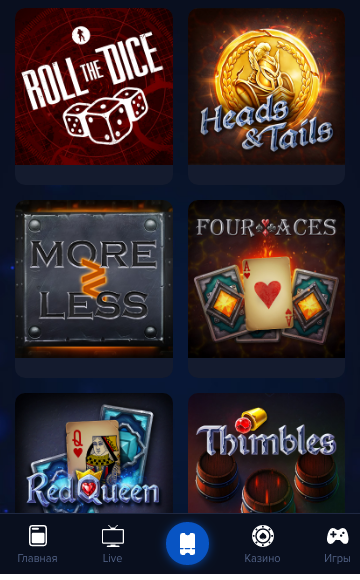 ROLL THE DICE
Heads
& Tails
MORE
LESS
FOUR ACES
A
A
Q
Red Queen
Thimbles
Главная
Live
Казино
Игры